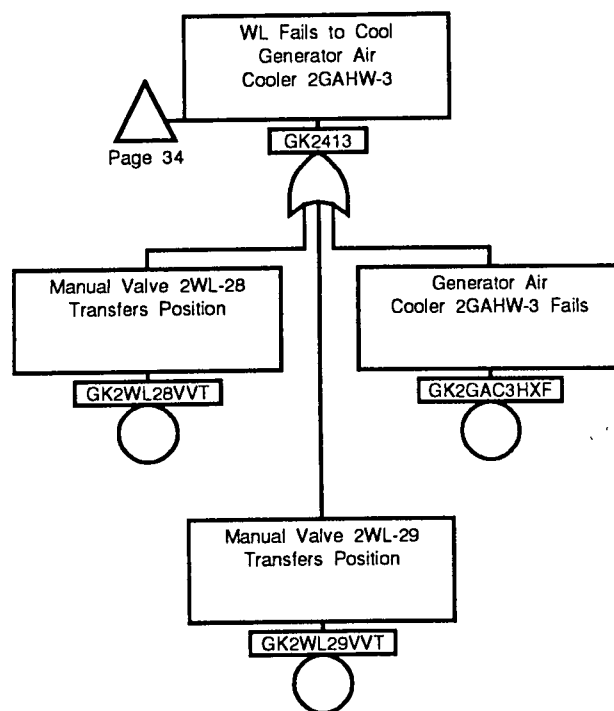 WL Fails to Cool
Generator Air
Cooler 2GAHW-3
Page 34
GK2413
Manual Valve 2WL-28
Transfers Position
GK2WL28VVT
Generator Air
Cooler 2GAHW-3 Fails
GK2GAC3HXF
Manual Valve 2WL-29
Transfers Position
GK2WL29VVT